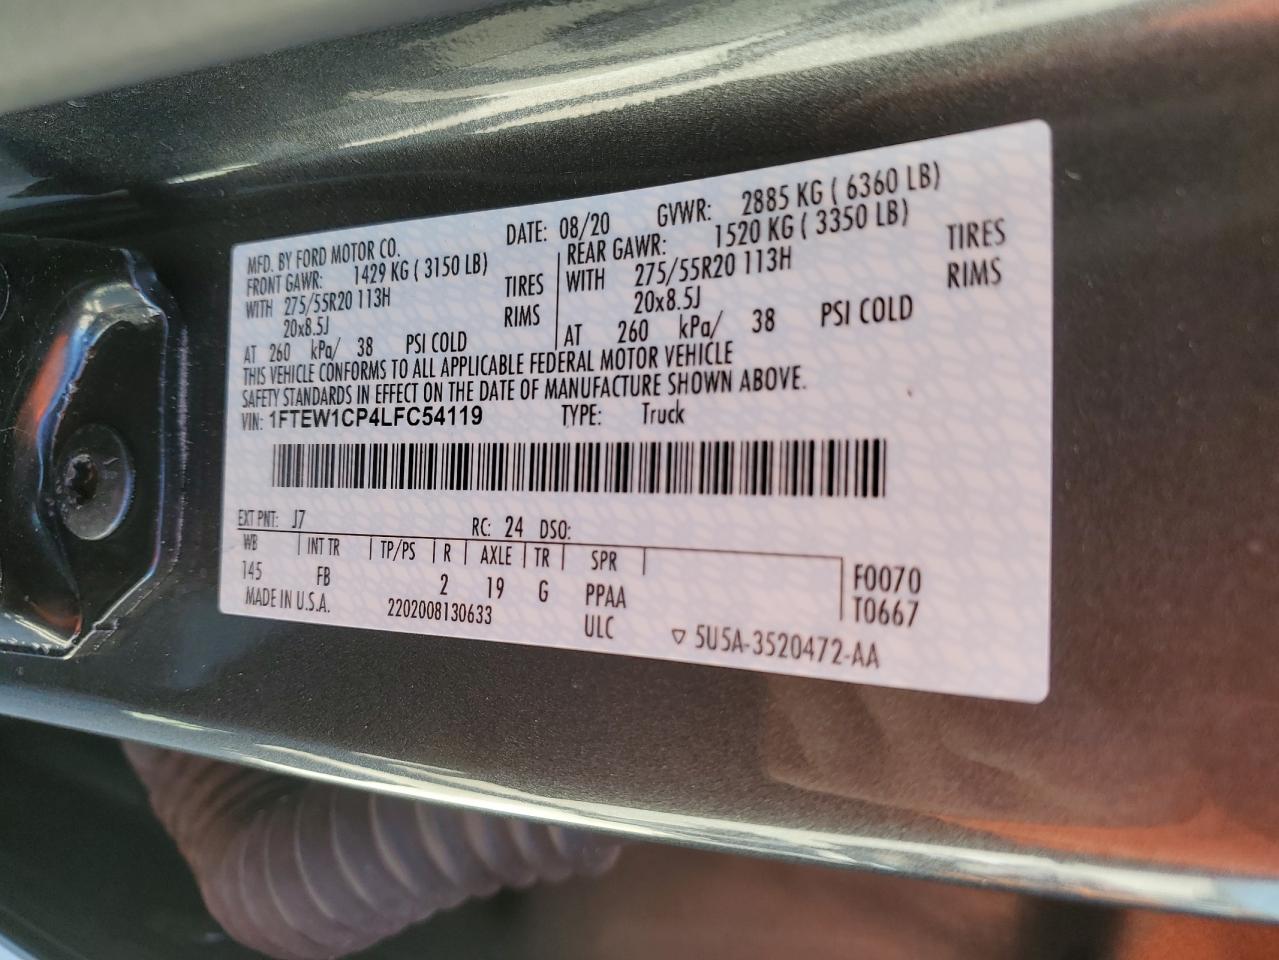 MFD. BY FORD MOTOR CO. DATE: 08/20 GVWR: 2885 KG ( 6360 LB)
FRONT GAWR: 1429 KG ( 3150 LB) REAR GAWR: 1520 KG ( 3350 LB)
WITH 275/55R20 113H TIRES WITH 275/55R20 113H TIRES
20x8.5J RIMS 20x8.5J RIMS
AT 260 kPa/ 38 PSI COLD AT 260 kPa/ 38 PSI COLD
THIS VEHICLE CONFORMS TO ALL APPLICABLE FEDERAL MOTOR VEHICLE
SAFETY STANDARDS IN EFFECT ON THE DATE OF MANUFACTURE SHOWN ABOVE.
VIN: 1FTEW1CP4LFC54119 TYPE: Truck
EXT PNT: J7 RC: 24 DSO:
WB INT TR TP/PS R AXLE TR SPR
145 FB 2 19 G PPAA F0070
MADE IN U.S.A. 2202008130633 ULC T0667
▽ 5U5A-3520472-AA